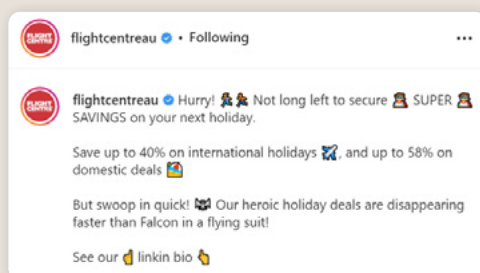 FLIGHT CENTRE flightcentreau • Following
FLIGHT CENTRE flightcentreau Hurry! 🏃🏃 Not long left to secure 🦸 SUPER 🦸
SAVINGS on your next holiday.
Save up to 40% on international holidays ✈️, and up to 58% on
domestic deals 🏖️
But swoop in quick! 🦝 Our heroic holiday deals are disappearing
faster than Falcon in a flying suit!
See our 👆 linkin bio 👆